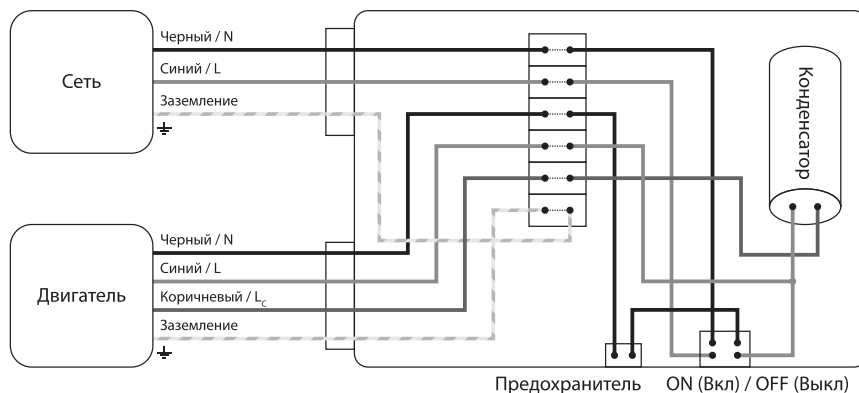 Сеть
Черный / N
Синий / L
Заземление
Конденсатор
Двигатель
Черный / N
Синий / L
Коричневый / LC
Заземление
Предохранитель
ON (Вкл) / OFF (Выкл)